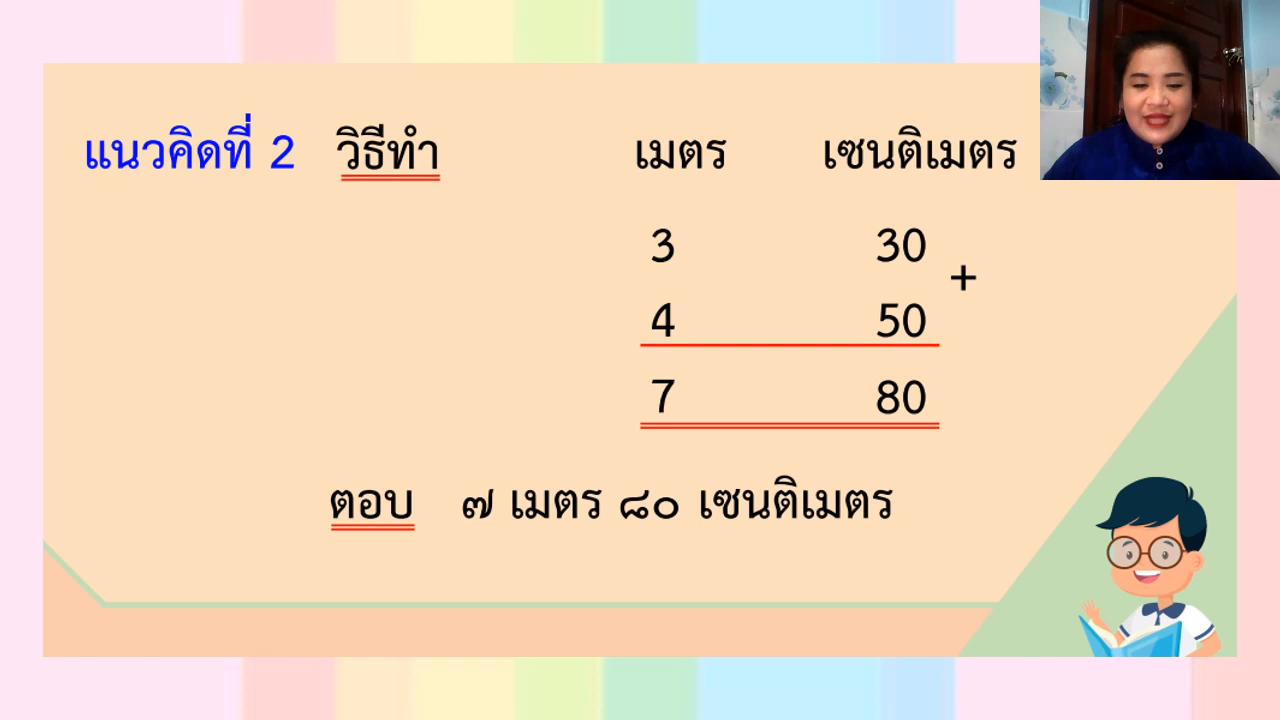 แนวคิดที่ 2 วิธีทำ เมตร เซนติเมตร
3 30
+
4 50
7 80
ตอบ ๗ เมตร ๘๐ เซนติเมตร